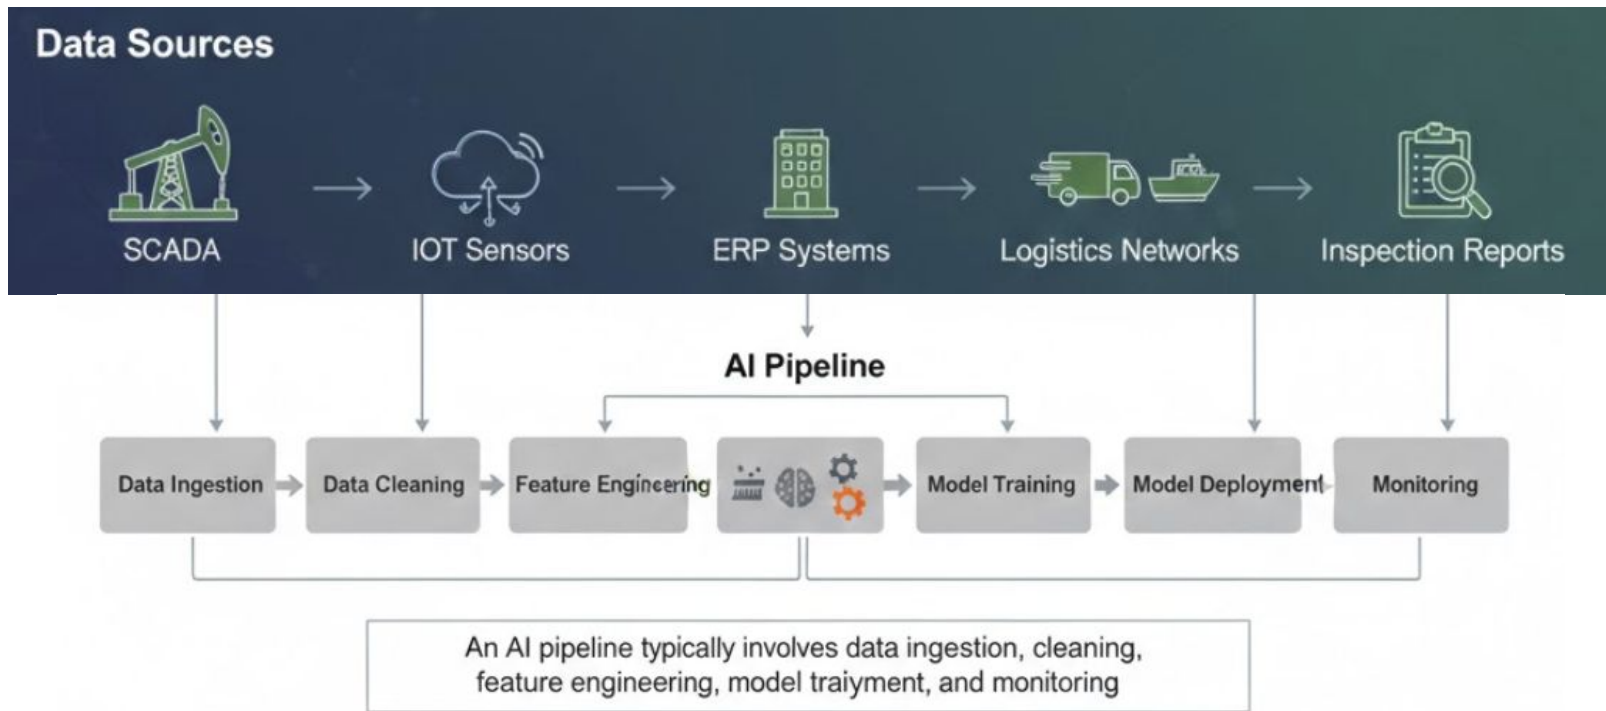 Data Sources
SCADA
IOT Sensors
ERP Systems
Logistics Networks
Inspection Reports
AI Pipeline
Data Ingestion
Data Cleaning
Feature Engincering
Model Training
Model Deployment
Monitoring
An AI pipeline typically involves data ingestion, cleaning,
feature engineering, model traiyment, and monitoring